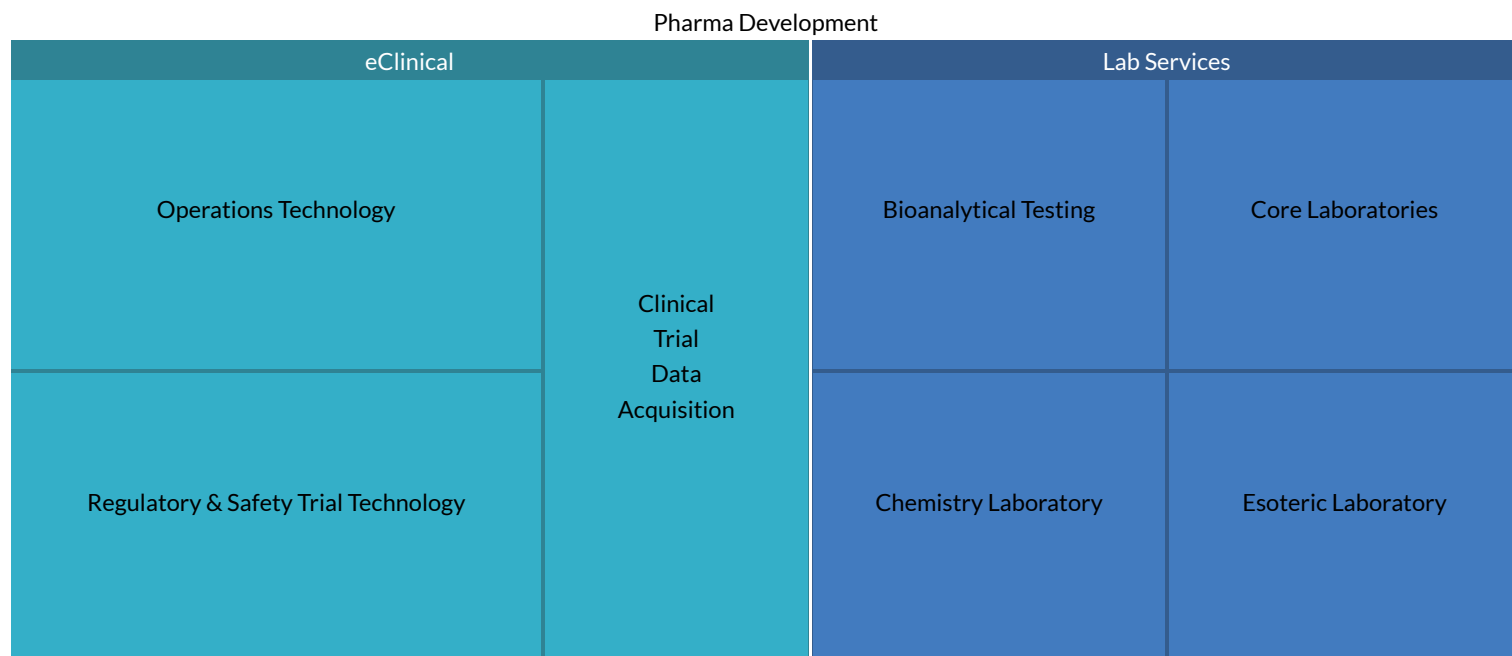 Pharma Development
eClinical
Operations Technology
Regulatory & Safety Trial Technology
Clinical
Trial
Data
Acquisition
Lab Services
Bioanalytical Testing
Core Laboratories
Chemistry Laboratory
Esoteric Laboratory